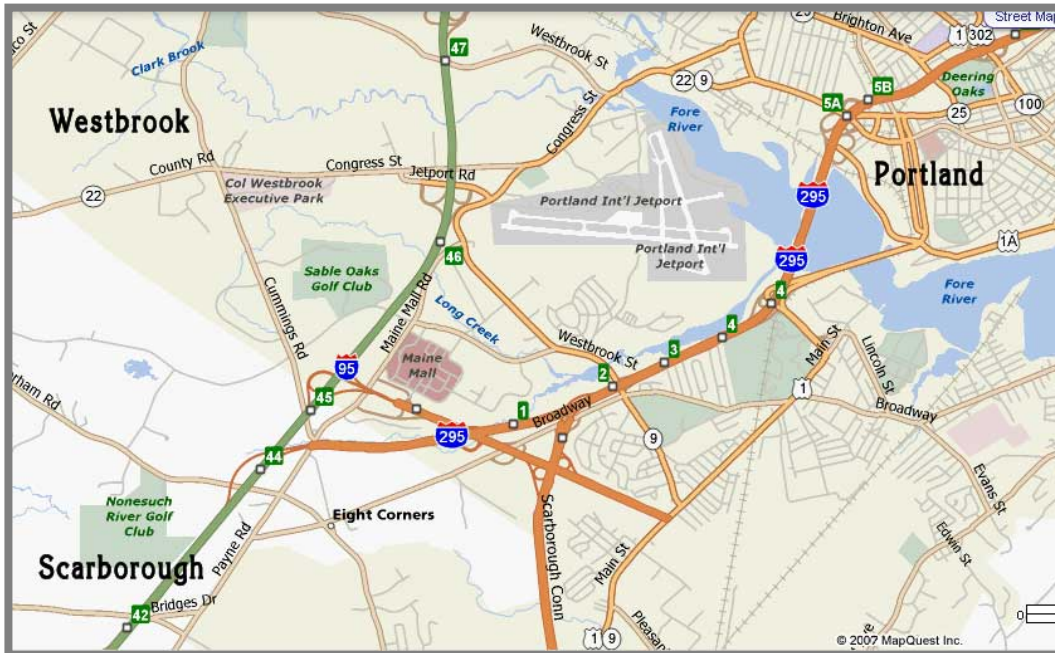 Street Map
Brighton Ave
1
302
25
47
Westbrook St
Clark Brook
22
9
5B
5A
Deering
Oaks
100
25
Westbrook
Congress St
Fore
River
County Rd
Congress St
Jetport Rd
Portland
22
Col Westbrook
Executive Park
Portland Int'l Jetport
295
1A
Portland Int'l
Jetport
46
295
Sable Oaks
Golf Club
Maine Mall Rd
Cummings Rd
Long Creek
4
Fore
River
4
Westbrook St
3
Main St
Lincoln St
95
Maine
Mall
2
1
45
Broadway
Broadway
1
295
9
44
Evans St
Nonesuch
River Golf
Club
Eight Corners
Payne Rd
Scarborough Conn
Edwin St
Scarborough
Main St
Bridges Dr
42
1
9
0
© 2007 MapQuest Inc.